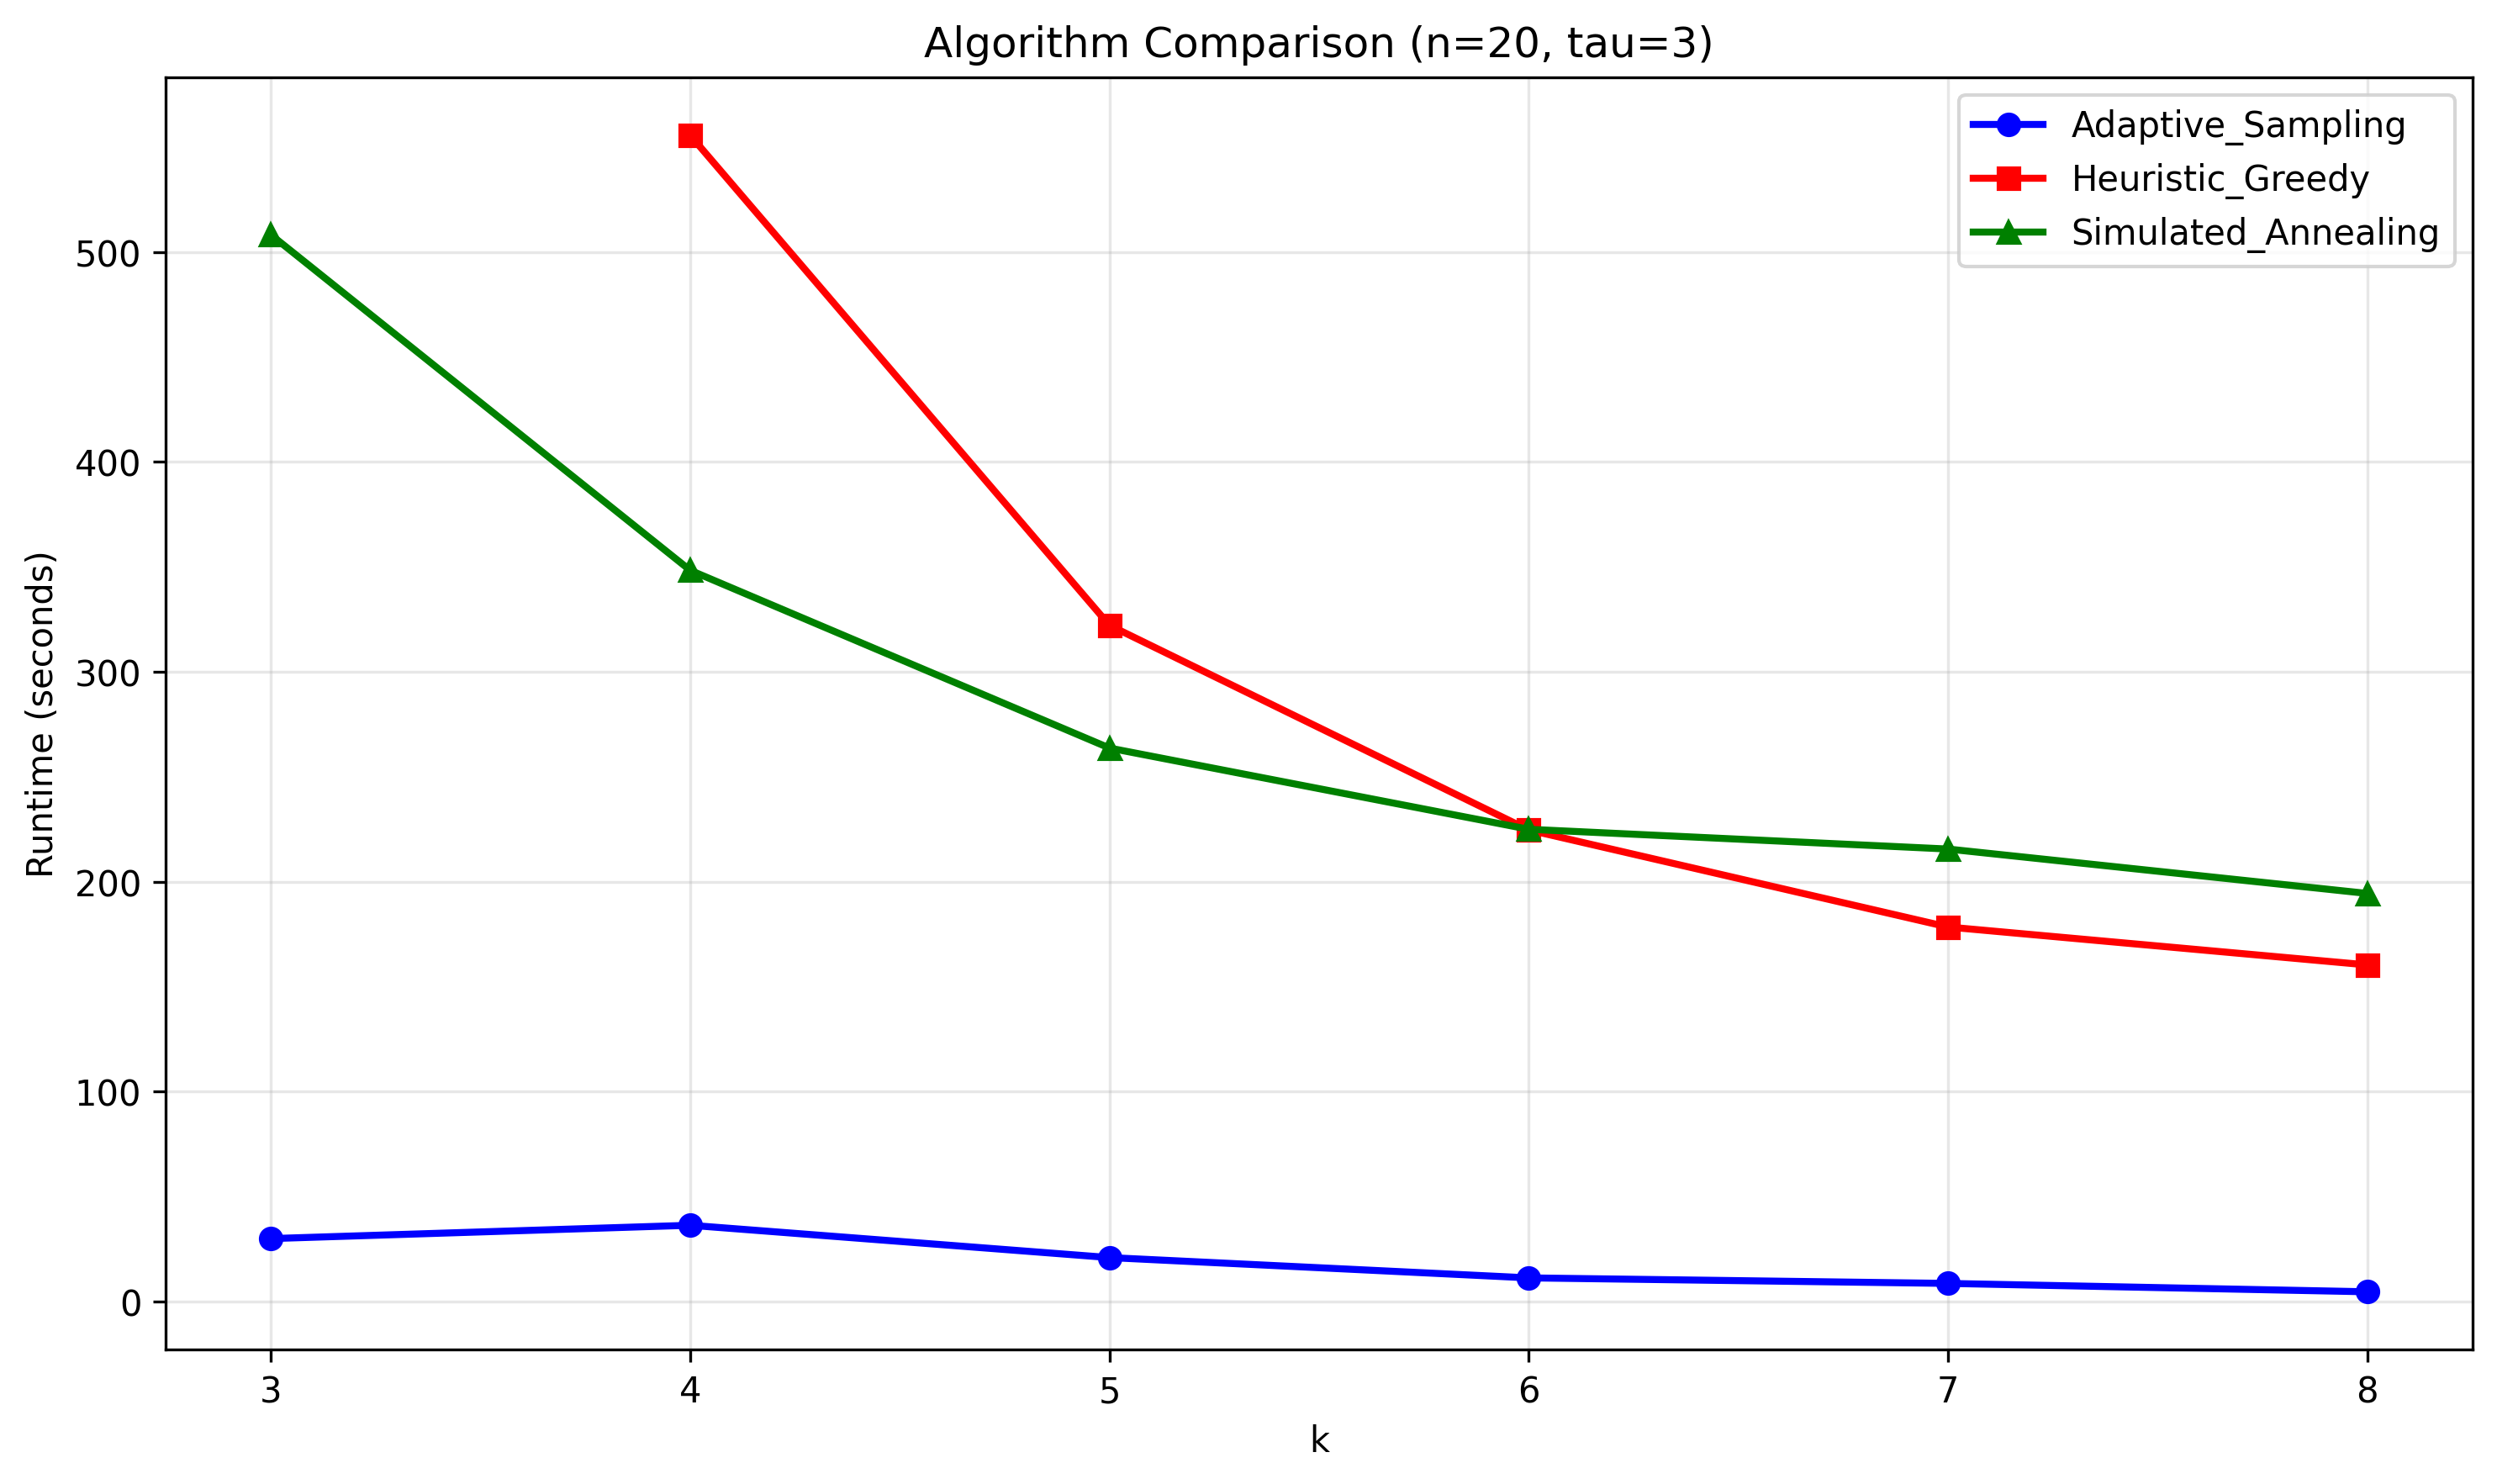 Algorithm Comparison (n=20, tau=3)
Adaptive_Sampling
Heuristic_Greedy
Simulated_Annealing
Runtime (seconds)
500
400
300
200
100
0
3 4 5 6 7 8
k